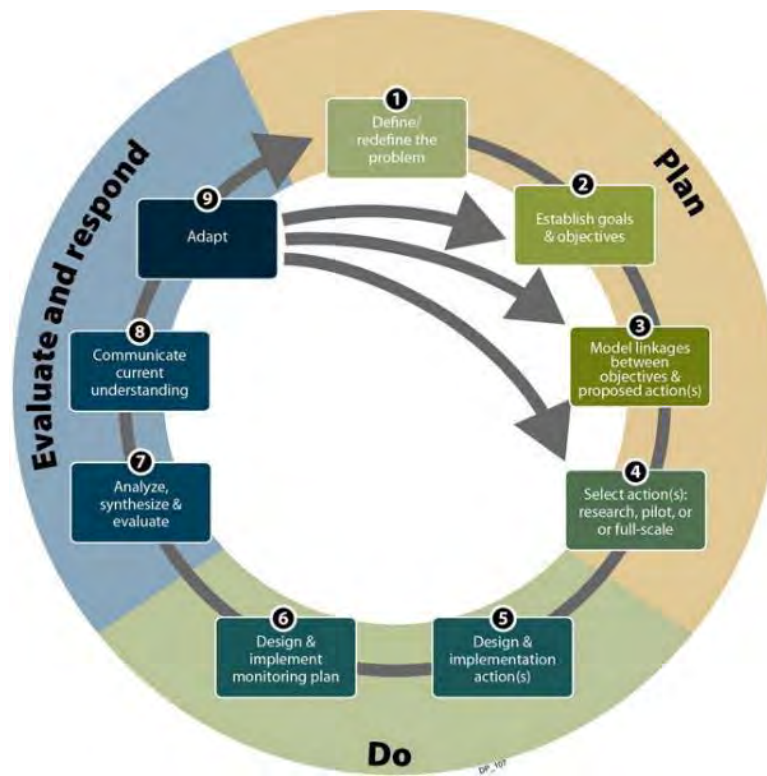 Plan
1
Define/
redefine the
problem
2
Establish goals
& objectives
3
Model linkages
between
objectives &
proposed action(s)
4
Select action(s):
research, pilot, or
or full-scale
Do
5
Design &
implementation
action(s)
6
Design &
implement
monitoring plan
Evaluate and respond
7
Analyze,
synthesize &
evaluate
8
Communicate
current
understanding
9
Adapt
DP_107